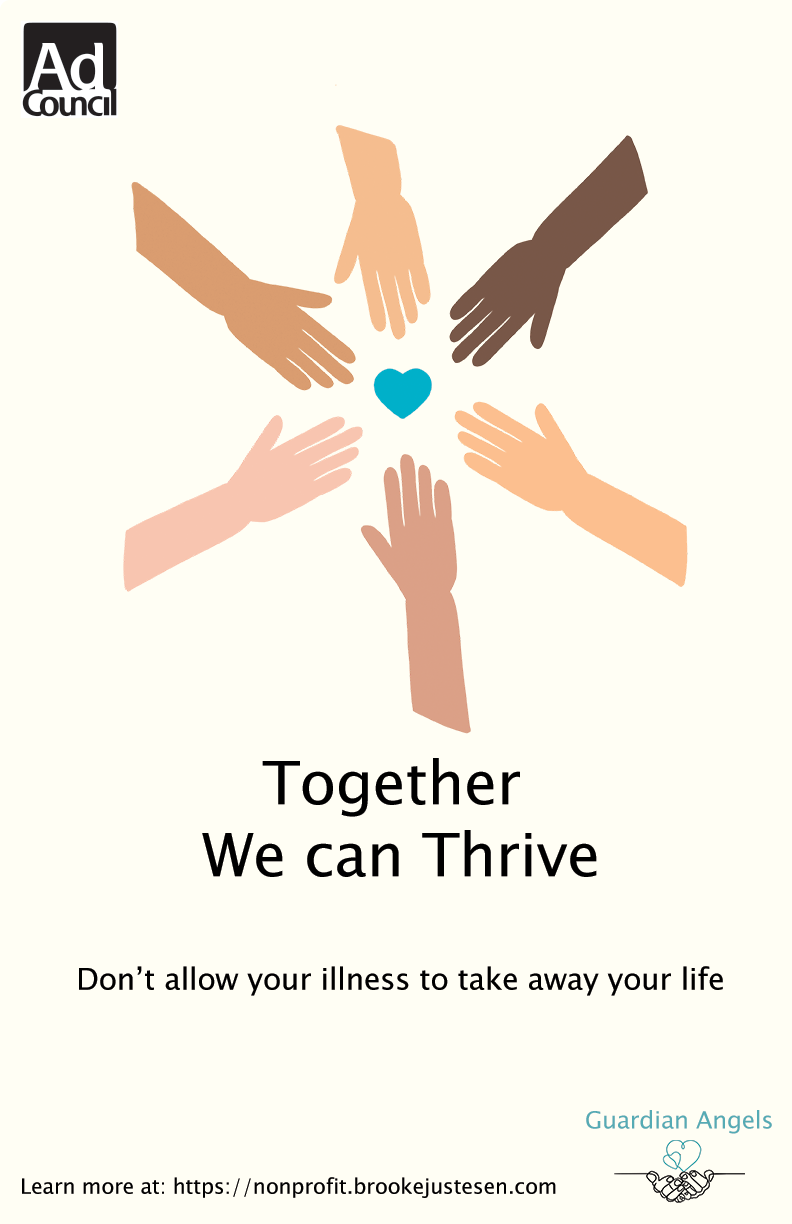 Ad
Council
Together
We can Thrive
Don’t allow your illness to take away your life
Guardian Angels
Learn more at: https://nonprofit.brookejustesen.com